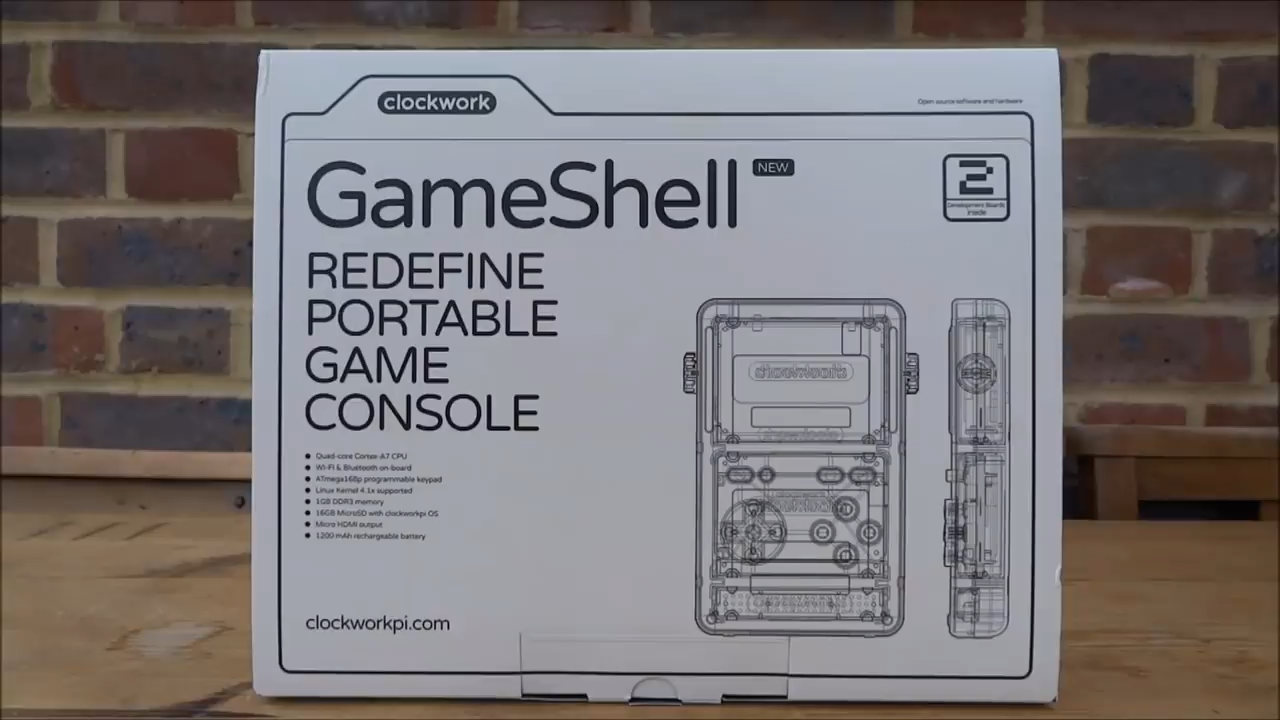 clockwork
Open source software and hardware
GameShell
NEW
2
Development Boards
Inside
REDEFINE
PORTABLE
GAME
CONSOLE
Quad-core Cortex-A7 CPU
Wi-Fi & Bluetooth on-board
ATmega168p programmable keypad
Linux Kernel 4.1x supported
1GB DDR3 memory
16GB MicroSD with clockworkpi OS
Micro HDMI output
1200 mAh rechargeable battery
clockworkpi.com